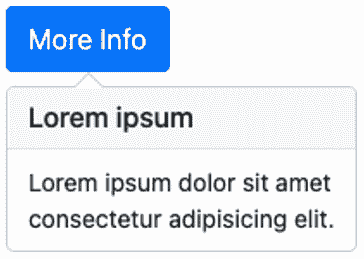 More Info
Lorem ipsum
Lorem ipsum dolor sit amet
consectetur adipisicing elit.